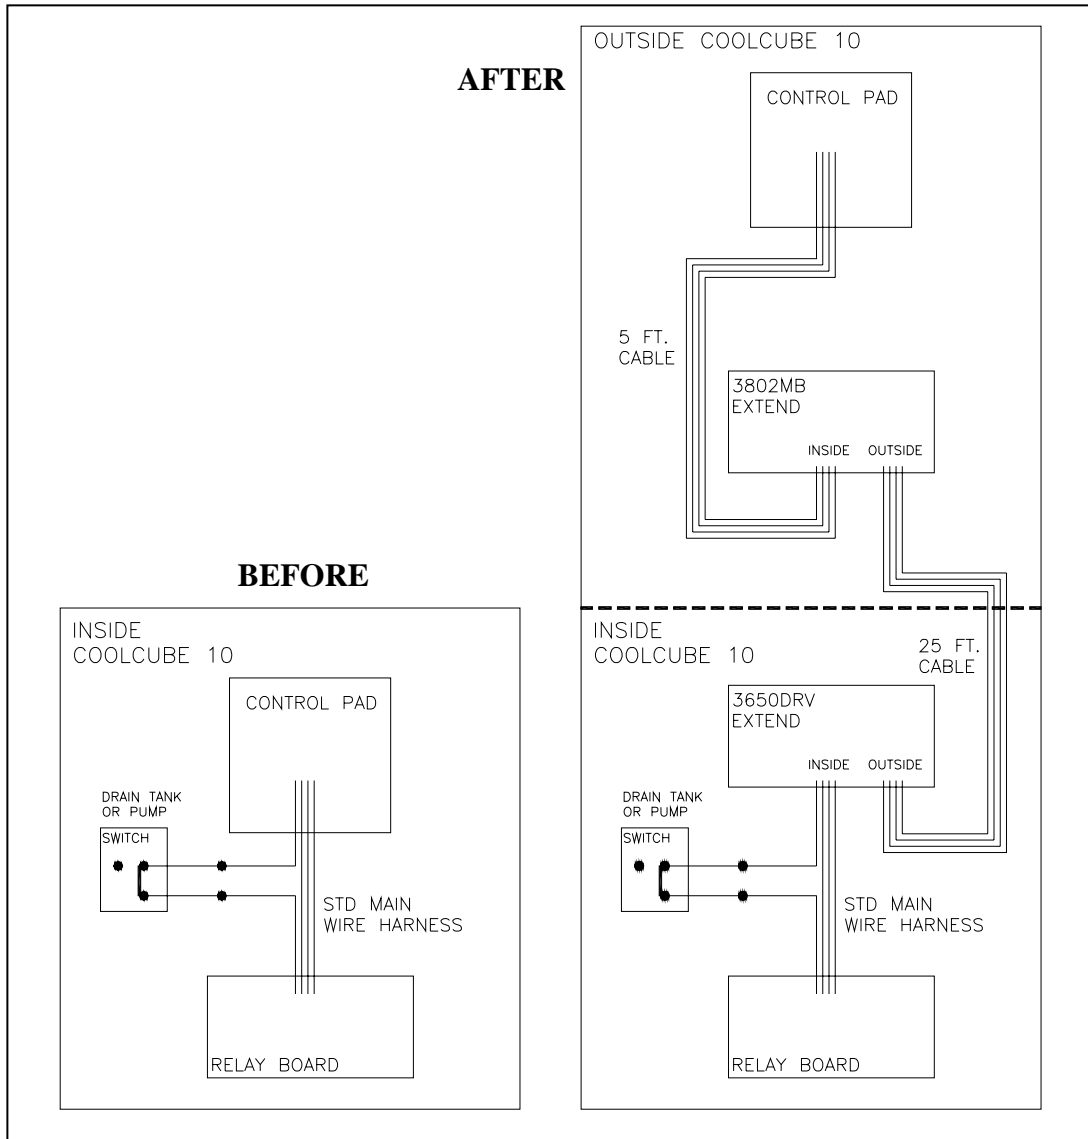 AFTER
OUTSIDE COOLCUBE 10
CONTROL PAD
5 FT.
CABLE
3802MB
EXTEND
INSIDE OUTSIDE
BEFORE
INSIDE
COOLCUBE 10
CONTROL PAD
DRAIN TANK
OR PUMP
SWITCH
STD MAIN
WIRE HARNESS
RELAY BOARD
INSIDE
COOLCUBE 10
25 FT.
CABLE
3650DRV
EXTEND
INSIDE OUTSIDE
DRAIN TANK
OR PUMP
SWITCH
STD MAIN
WIRE HARNESS
RELAY BOARD